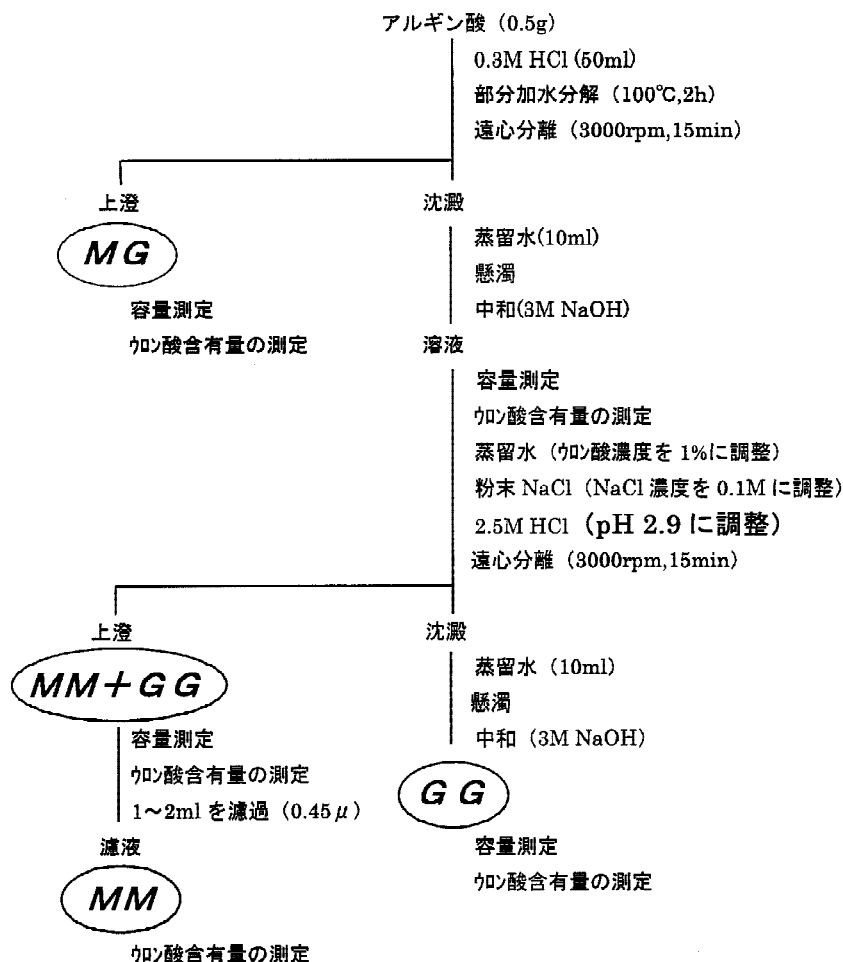 アルギン酸（0.5g）
0.3M HCl (50ml)
部分加水分解（100℃,2h）
遠心分離（3000rpm,15min）
上澄
沈澱
MG
蒸留水(10ml)
懸濁
中和(3M NaOH)
容量測定
ｳﾛﾝ酸含有量の測定
溶液
容量測定
ｳﾛﾝ酸含有量の測定
蒸留水（ｳﾛﾝ酸濃度を 1%に調整）
粉末 NaCl（NaCl 濃度を 0.1M に調整）
2.5M HCl（pH 2.9 に調整）
遠心分離（3000rpm,15min）
上澄
沈澱
MM＋GG
蒸留水（10ml）
懸濁
中和（3M NaOH）
容量測定
ｳﾛﾝ酸含有量の測定
1〜2ml を濾過（0.45μ）
GG
容量測定
ｳﾛﾝ酸含有量の測定
濾液
MM
ｳﾛﾝ酸含有量の測定